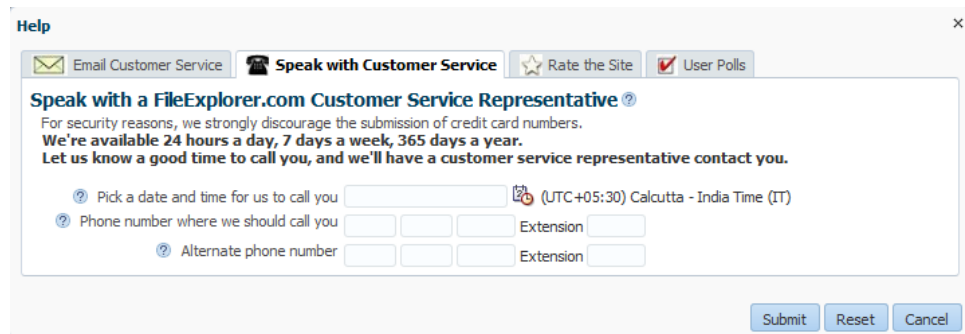 Help
Email Customer Service Speak with Customer Service Rate the Site User Polls
Speak with a FileExplorer.com Customer Service Representative
For security reasons, we strongly discourage the submission of credit card numbers.
We're available 24 hours a day, 7 days a week, 365 days a year.
Let us know a good time to call you, and we'll have a customer service representative contact you.
Pick a date and time for us to call you (UTC+05:30) Calcutta - India Time (IT)
Phone number where we should call you Extension
Alternate phone number Extension
Submit Reset Cancel